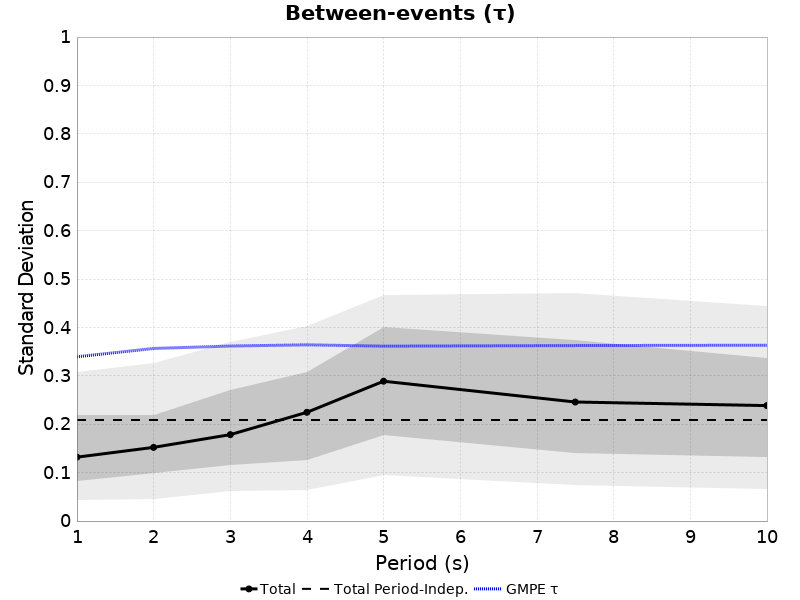 Between-events (τ)
Standard Deviation
1
0.9
0.8
0.7
0.6
0.5
0.4
0.3
0.2
0.1
0
1 2 3 4 5 6 7 8 9 10
Period (s)
Total Total Period-Indep. GMPE τ